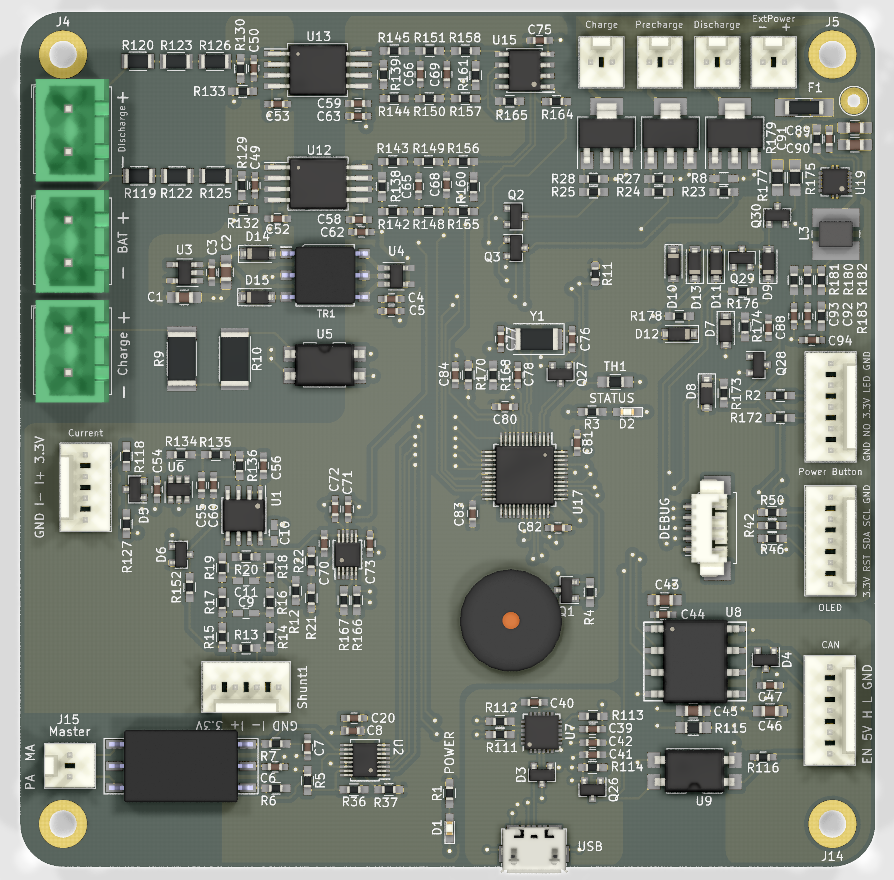 J4
R120
R123
R126
R130
C50
U13
R133
C53
C59
C63
R145
R151
R158
R139
C66
C69
R161
R144
R150
R157
U15
C75
R165
R164
Charge
Precharge
Discharge
ExtPower
− +
J5
F1
Discharge
+
−
R119
R122
R125
R129
C49
U12
R132
C52
C58
C62
R143
R149
R156
R138
C65
C68
R160
R142
R148
R155
R28
R25
R27
R24
R8
R23
R179
C91
C89
C90
R177
R175
U19
Q30
L3
BAT
+
−
Q2
Q3
U3
C3
C2
D14
D15
C1
TR1
U4
C4
C5
R11
D10
D13
D11
Q29
D9
R176
R181
R180
R182
Charge
+
−
R9
R10
U5
Y1
C76
R178
D12
D7
R174
C88
C93
C92
R183
C94
C84
R170
R168
C78
Q27
TH1
STATUS
R3
D2
C80
D8
R173
Q28
R2
R172
GND NO 3.3V LED GND
Power Button
Current
GND I− I+ 3.3V
R118
C54
R134
R135
U6
R136
C56
C55
C60
U1
D5
R127
D6
R152
C10
C72
C71
C70
C73
C81
U17
C83
C82
DEBUG
R50
R42
R46
3.3V RST SDA SCL GND
OLED
R19
R20
R18
R22
C11
R17
C9
R16
R12
R21
R15
R13
R14
R167
R166
Q1
R4
C43
C44
U8
D4
C47
C46
C45
R115
CAN
EN 5V H L GND
Shunt1
GND I− I+ 3.3V
J15
Master
PA MA
R7
C6
R6
C7
R5
C20
C8
U2
R36
R37
POWER
R1
D1
R112
R111
C40
U7
R113
C39
C42
C41
R114
D3
Q26
USB
U9
R116
J14